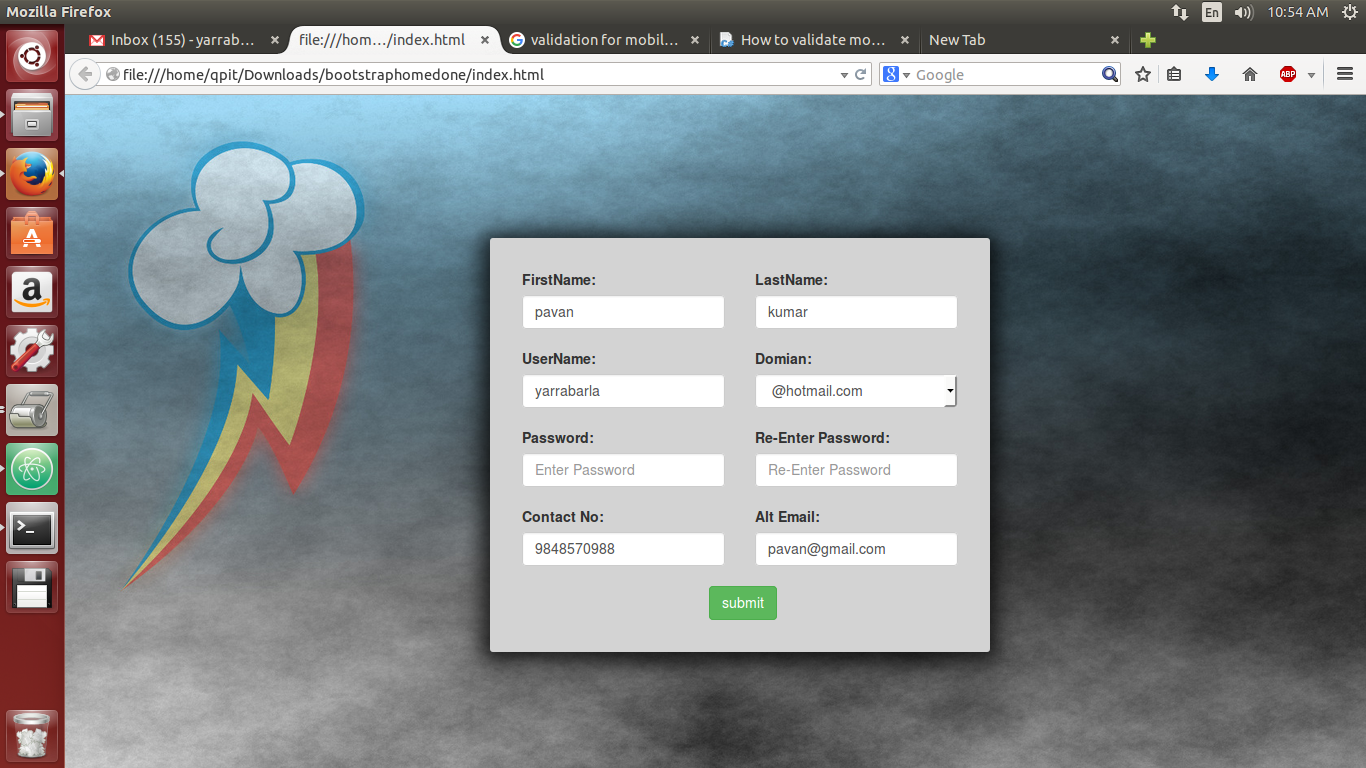 Mozilla Firefox
En
10:54 AM
Inbox (155) - yarrab...
file:///hom.../index.html
validation for mobil...
How to validate mo...
New Tab
file:///home/qpit/Downloads/bootstraphomedone/index.html
8
Google
ABP
FirstName:
LastName:
pavan
kumar
UserName:
Domian:
yarrabarla
@hotmail.com
Password:
Re-Enter Password:
Enter Password
Re-Enter Password
Contact No:
Alt Email:
9848570988
pavan@gmail.com
submit